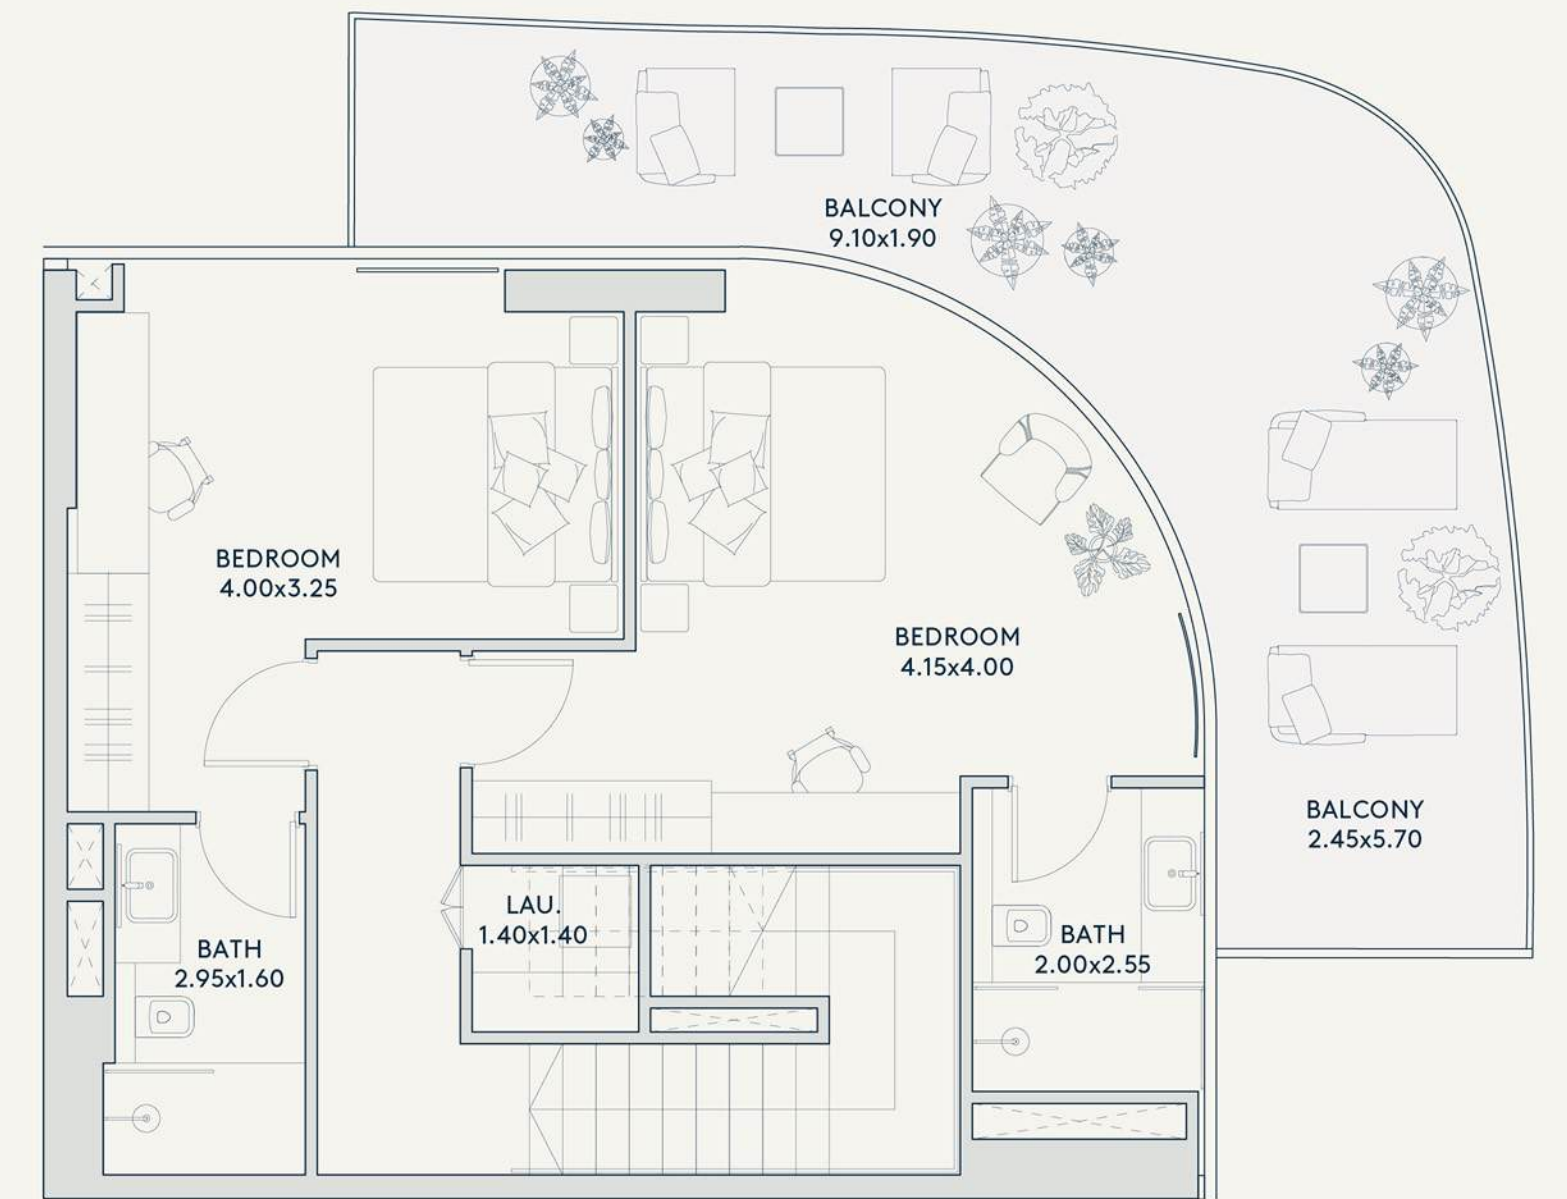 BALCONY
9.10x1.90
BEDROOM
4.00x3.25
BEDROOM
4.15x4.00
BALCONY
2.45x5.70
LAU.
1.40x1.40
BATH
2.95x1.60
BATH
2.00x2.55